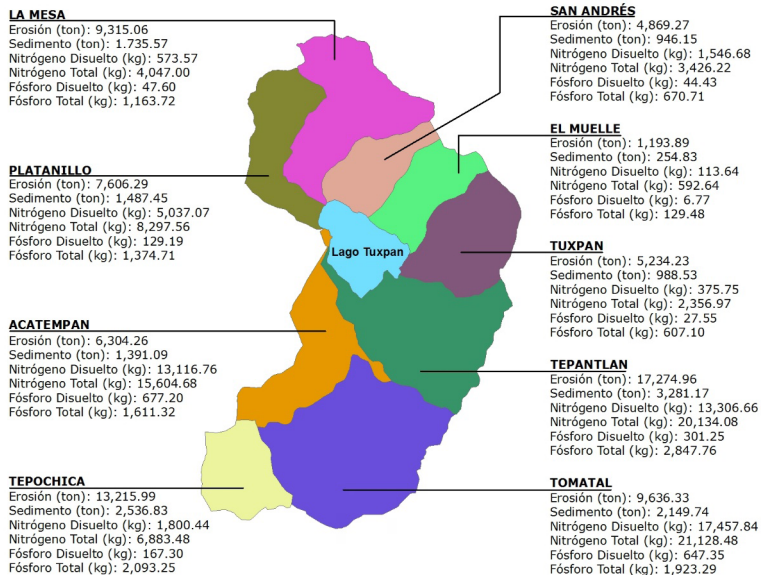 LA MESA
Erosión (ton): 9,315.06
Sedimento (ton): 1.735.57
Nitrógeno Disuelto (kg): 573.57
Nitrógeno Total (kg): 4,047.00
Fósforo Disuelto (kg): 47.60
Fósforo Total (kg): 1,163.72
PLATANILLO
Erosión (ton): 7,606.29
Sedimento (ton): 1,487.45
Nitrógeno Disuelto (kg): 5,037.07
Nitrógeno Total (kg): 8,297.56
Fósforo Disuelto (kg): 129.19
Fósforo Total (kg): 1,374.71
ACATEMPAN
Erosión (ton): 6,304.26
Sedimento (ton): 1,391.09
Nitrógeno Disuelto (kg): 13,116.76
Nitrógeno Total (kg): 15,604.68
Fósforo Disuelto (kg): 677.20
Fósforo Total (kg): 1,611.32
TEPOCHICA
Erosión (ton): 13,215.99
Sedimento (ton): 2,536.83
Nitrógeno Disuelto (kg): 1,800.44
Nitrógeno Total (kg): 6,883.48
Fósforo Disuelto (kg): 167.30
Fósforo Total (kg): 2,093.25
Lago Tuxpan
SAN ANDRÉS
Erosión (ton): 4,869.27
Sedimento (ton): 946.15
Nitrógeno Disuelto (kg): 1,546.68
Nitrógeno Total (kg): 3,426.22
Fósforo Disuelto (kg): 44.43
Fósforo Total (kg): 670.71
EL MUELLE
Erosión (ton): 1,193.89
Sedimento (ton): 254.83
Nitrógeno Disuelto (kg): 113.64
Nitrógeno Total (kg): 592.64
Fósforo Disuelto (kg): 6.77
Fósforo Total (kg): 129.48
TUXPAN
Erosión (ton): 5,234.23
Sedimento (ton): 988.53
Nitrógeno Disuelto (kg): 375.75
Nitrógeno Total (kg): 2,356.97
Fósforo Disuelto (kg): 27.55
Fósforo Total (kg): 607.10
TEPANTLAN
Erosión (ton): 17,274.96
Sedimento (ton): 3,281.17
Nitrógeno Disuelto (kg): 13,306.66
Nitrógeno Total (kg): 20,134.08
Fósforo Disuelto (kg): 301.25
Fósforo Total (kg): 2,847.76
TOMATAL
Erosión (ton): 9,636.33
Sedimento (ton): 2,149.74
Nitrógeno Disuelto (kg): 17,457.84
Nitrógeno Total (kg): 21,128.48
Fósforo Disuelto (kg): 647.35
Fósforo Total (kg): 1,923.29